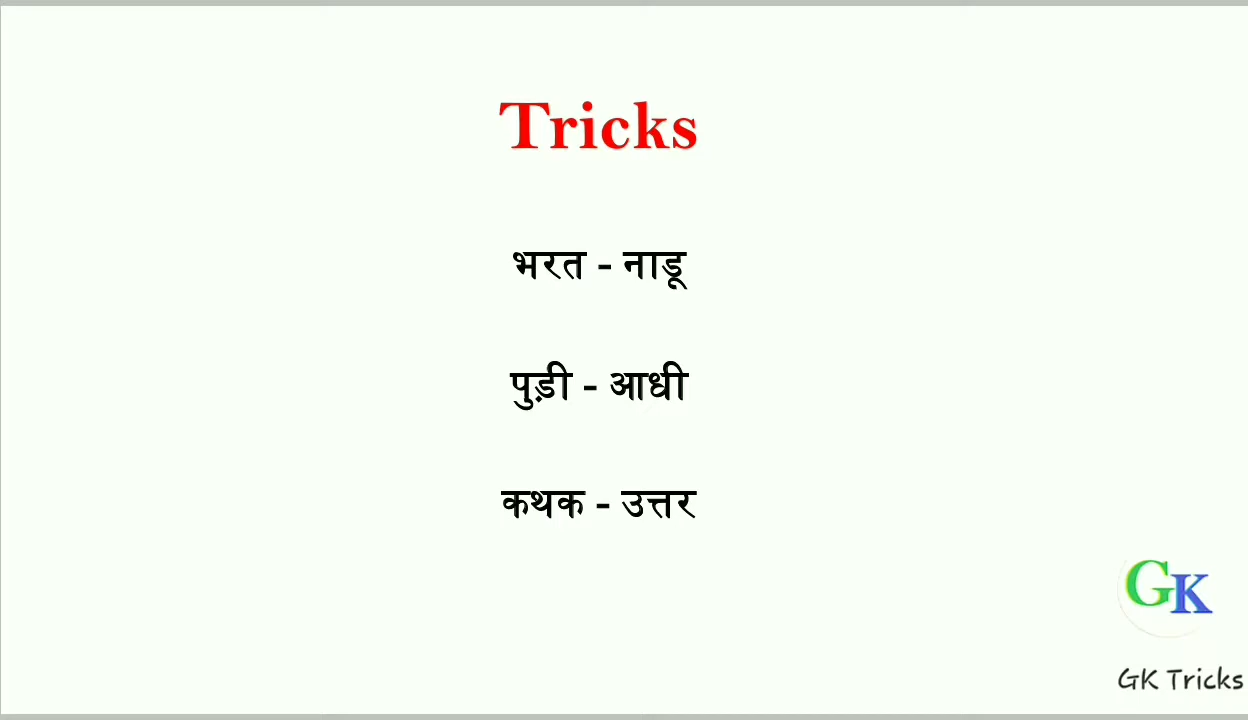 Tricks
भरत - नाडू
पुड़ी - आधी
कथक - उत्तर
GK
GK Tricks